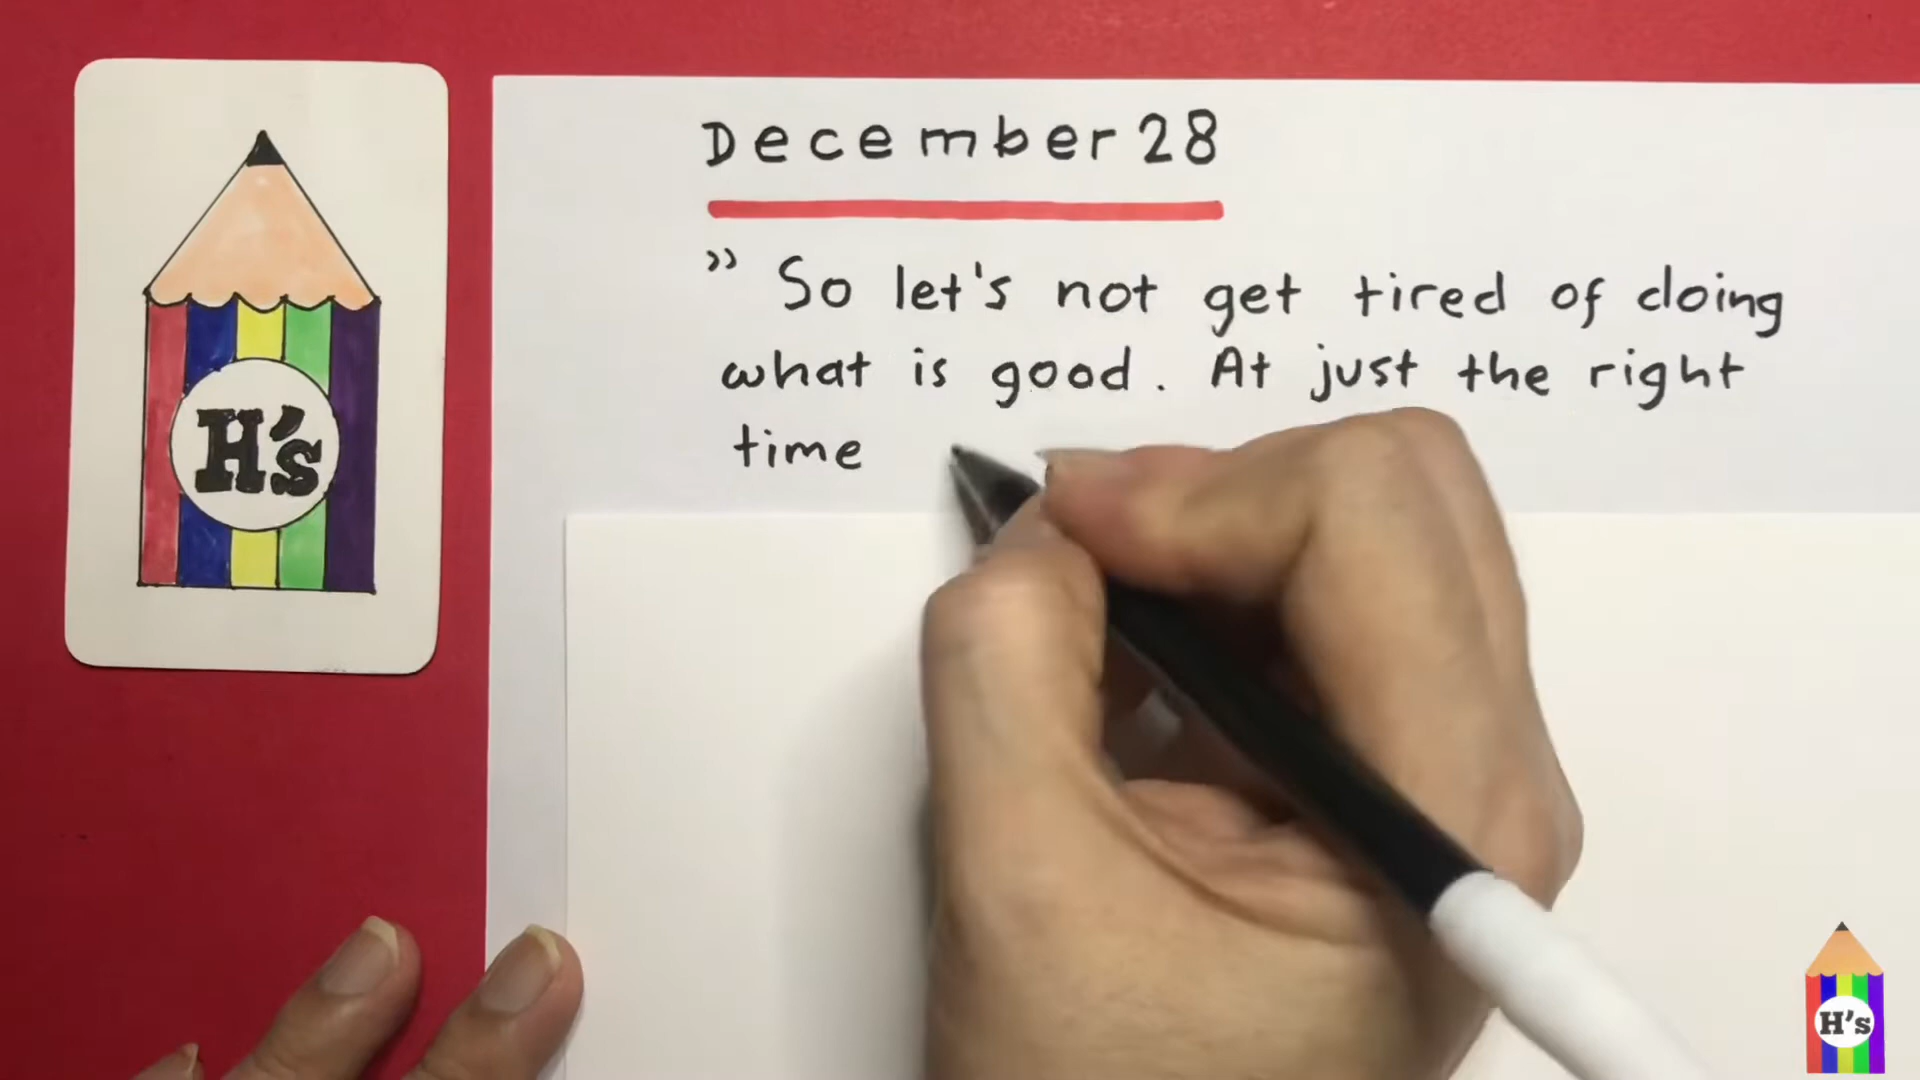 December 28
" So let's not get tired of doing
what is good. At just the right
time
H's
H's